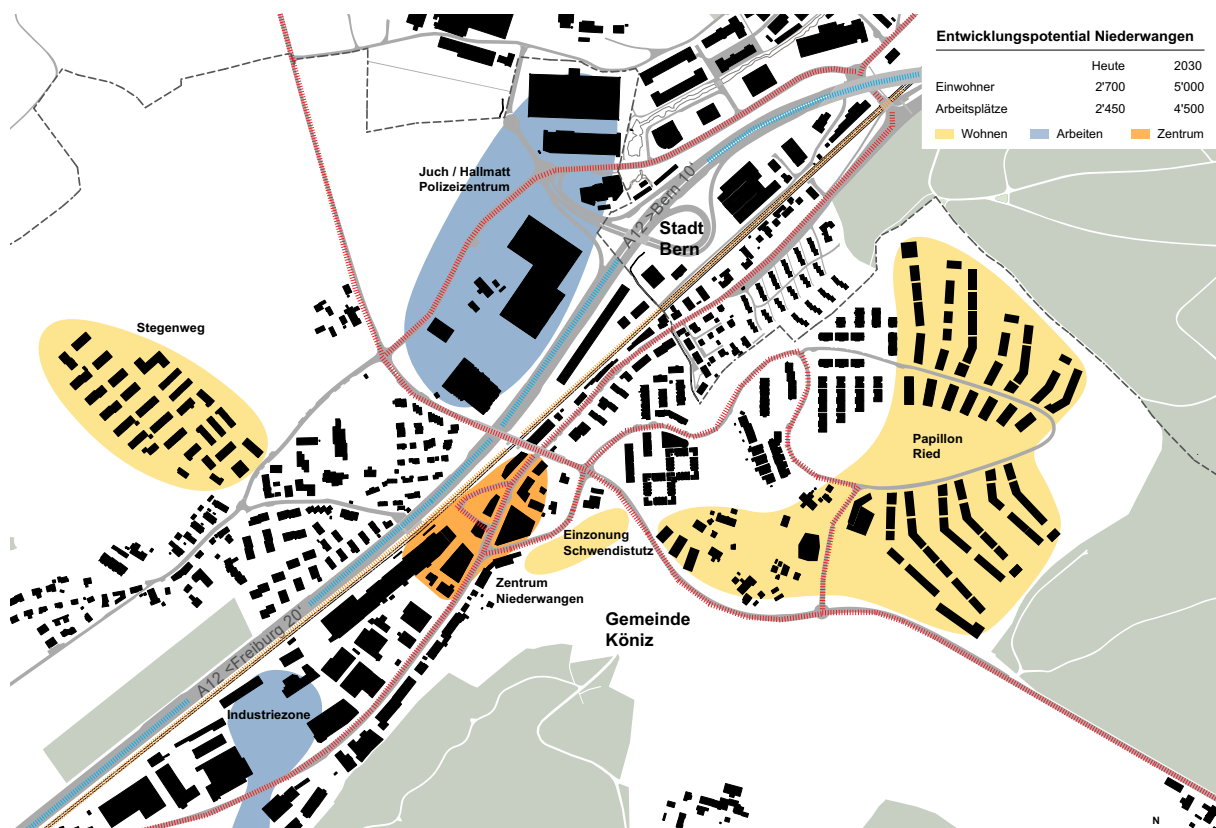 Entwicklungspotential Niederwangen
Heute 2030
Einwohner 2'700 5'000
Arbeitsplätze 2'450 4'500
Wohnen Arbeiten Zentrum
Juch / Hallmatt
Polizeizentrum
A12 >Bern 10'
Stadt
Bern
Stegenweg
Papillon
Ried
Einzonung
Schwendistutz
Zentrum
Niederwangen
Gemeinde
Köniz
A12 <Freiburg 20'
Industriezone
N